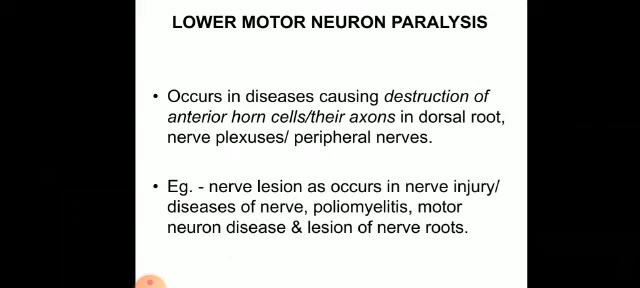 LOWER MOTOR NEURON PARALYSIS
• Occurs in diseases causing destruction of
anterior horn cells/their axons in dorsal root,
nerve plexuses/ peripheral nerves.
• Eg. - nerve lesion as occurs in nerve injury/
diseases of nerve, poliomyelitis, motor
neuron disease & lesion of nerve roots.